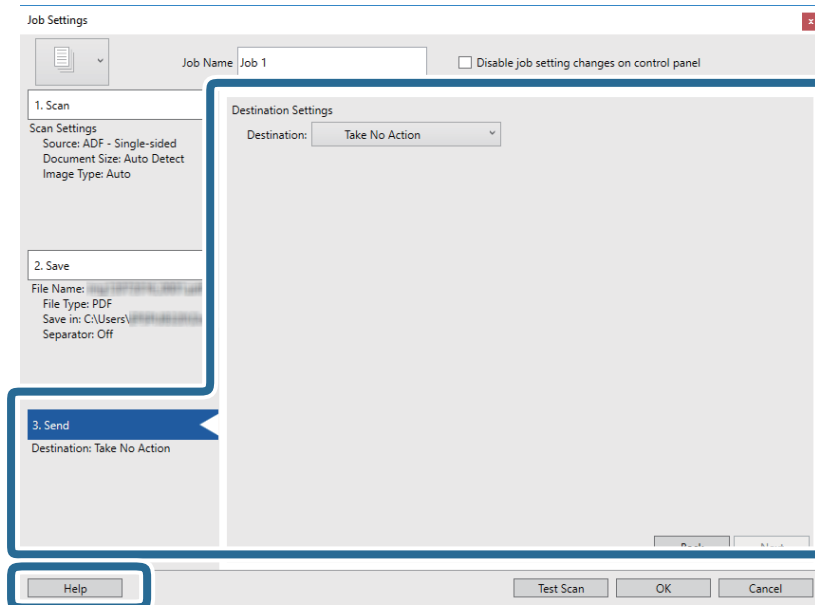 Job Settings
x
Job Name Job 1
Disable job setting changes on control panel
1. Scan
Scan Settings
Source: ADF - Single-sided
Document Size: Auto Detect
Image Type: Auto
Destination Settings
Destination: Take No Action
2. Save
File Name:
File Type: PDF
Save in: C:\Users\
Separator: Off
3. Send
Destination: Take No Action
Help
Test Scan
OK
Cancel